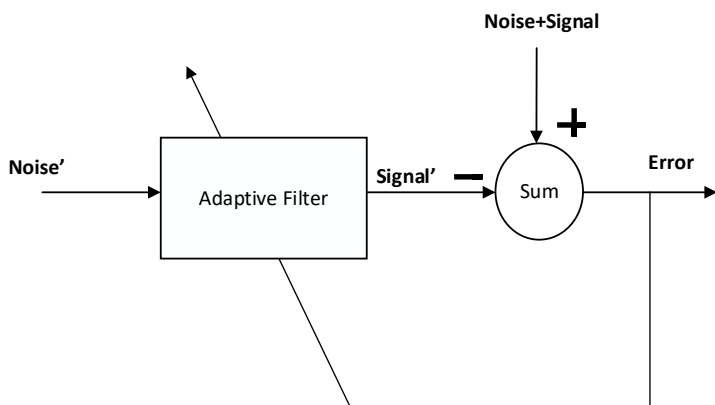 Noise+Signal
+
Noise’
Adaptive Filter
Signal’
−
Sum
Error